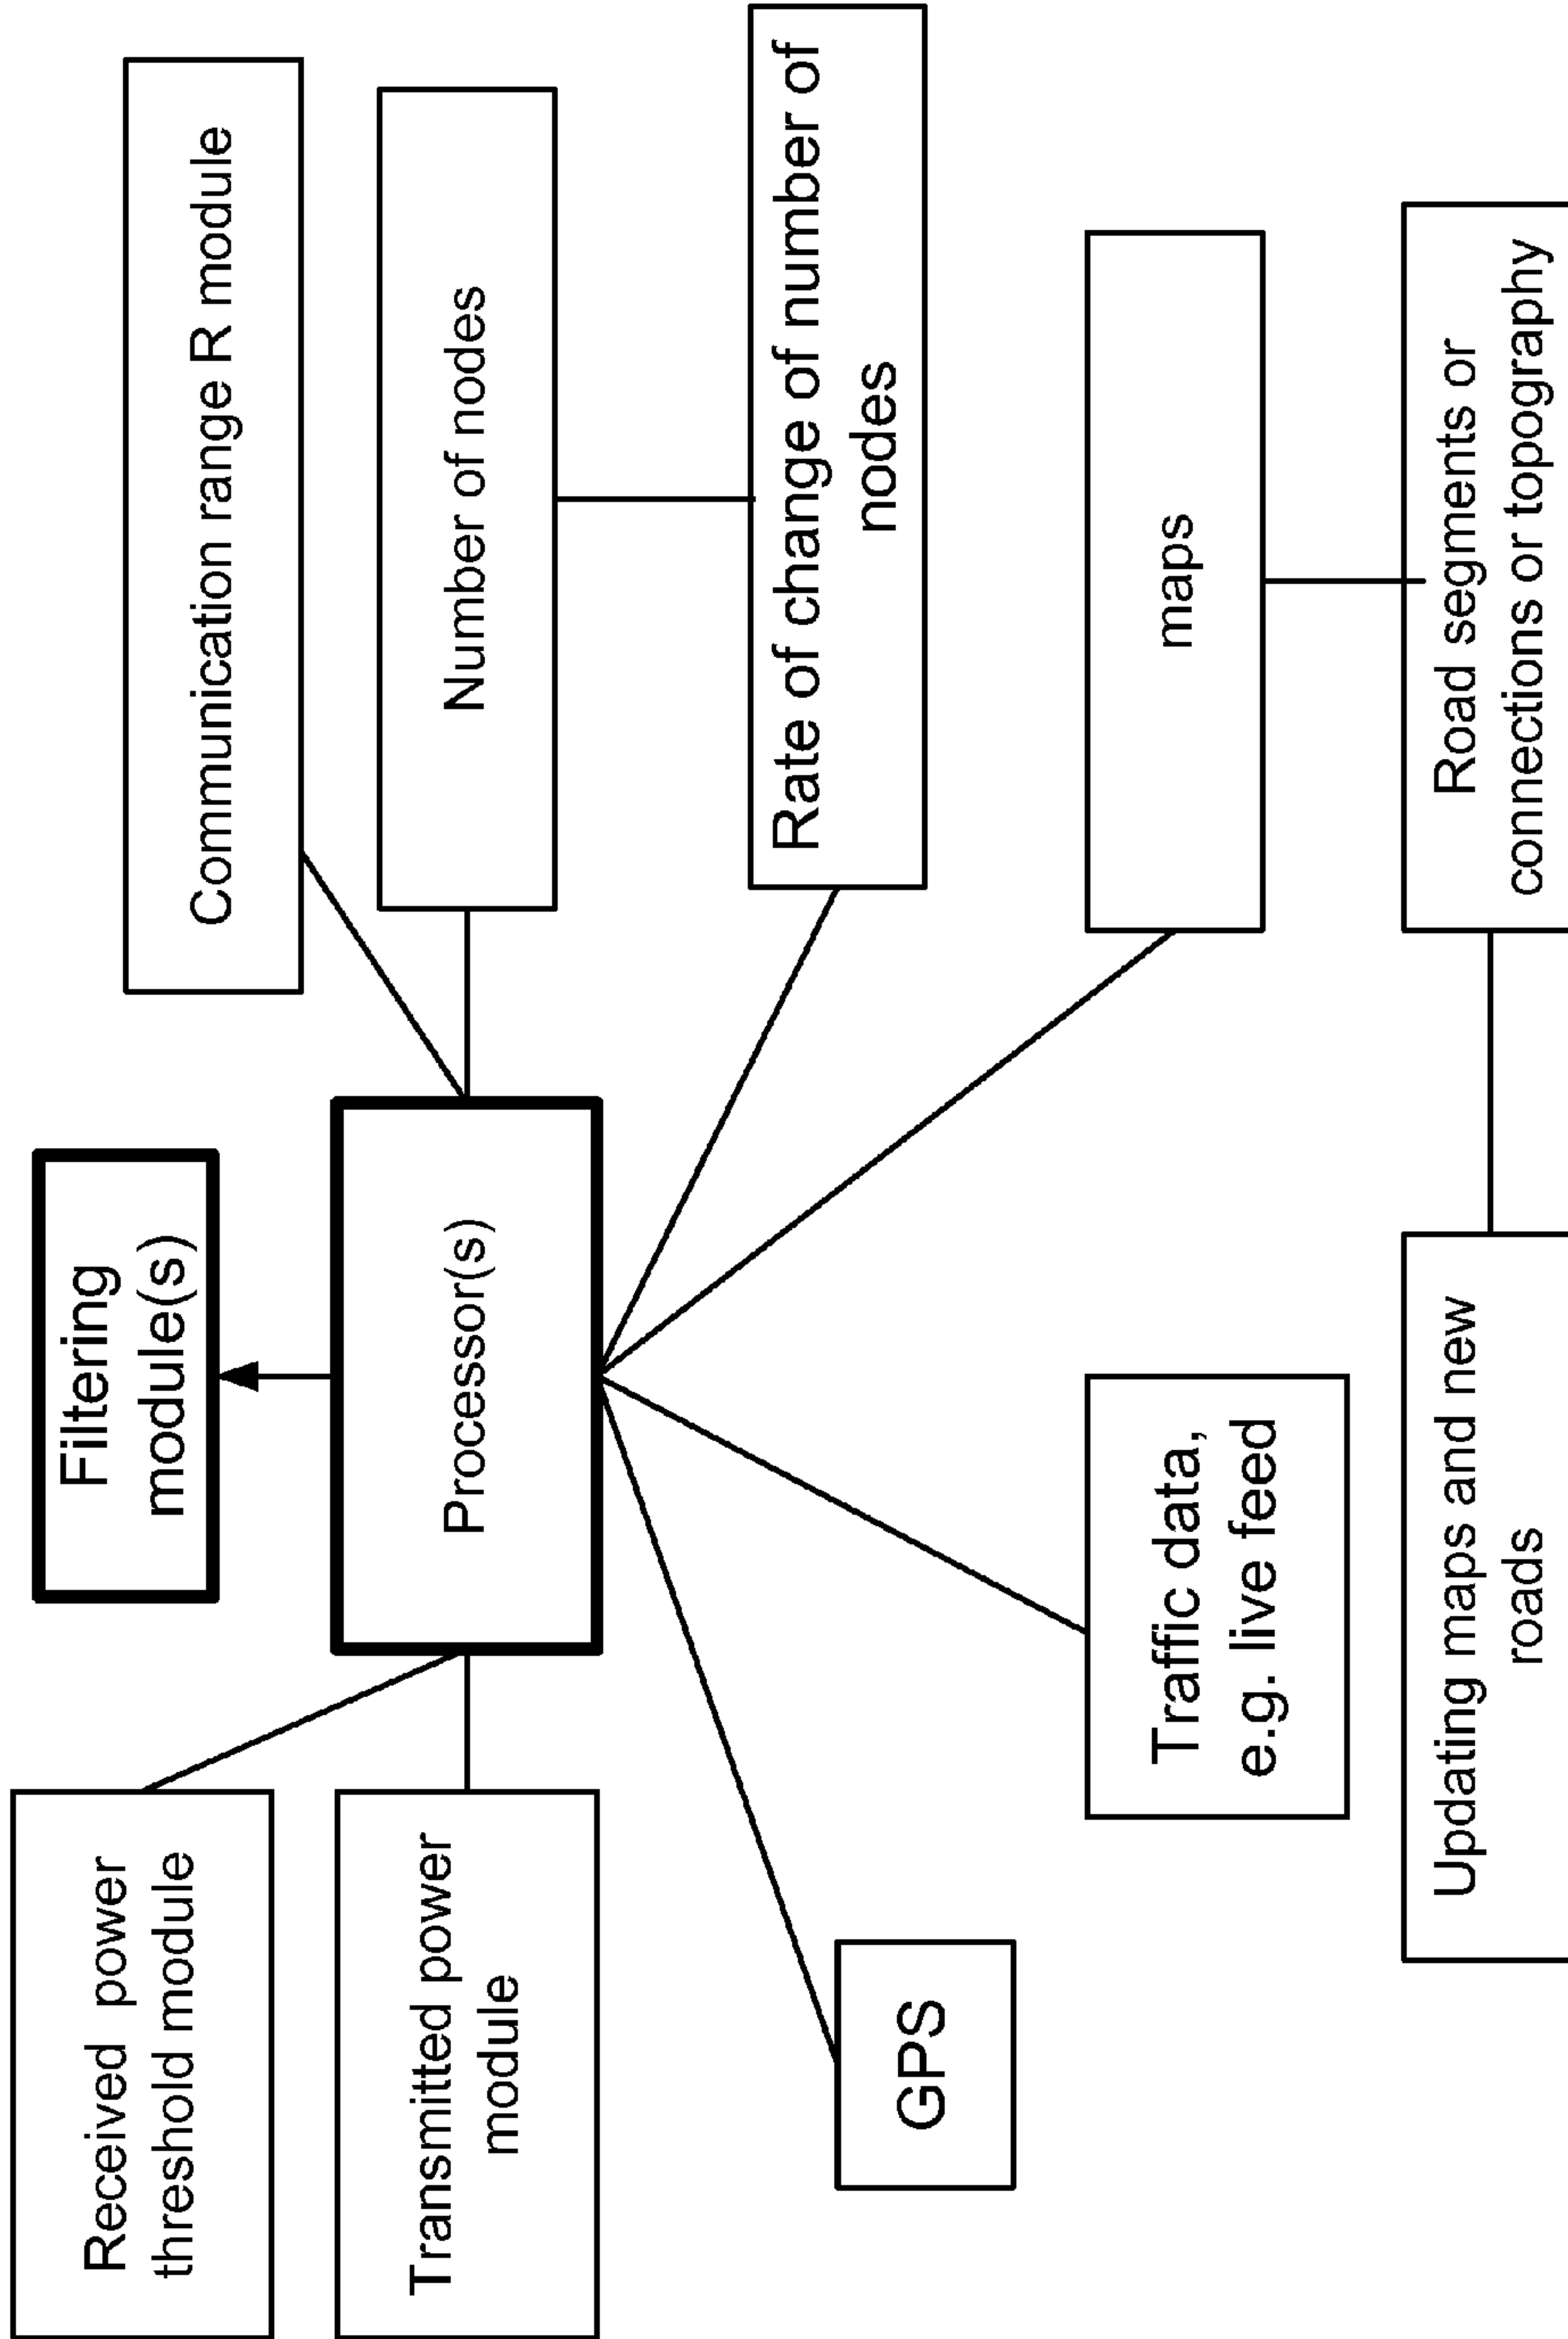 Filtering
module(s)
Received power
threshold module
Communication range R module
Transmitted power
module
Processor(s)
Number of nodes
Rate of change of number of
nodes
GPS
Traffic data,
e.g. live feed
maps
Updating maps and new
roads
Road segments or
connections or topography